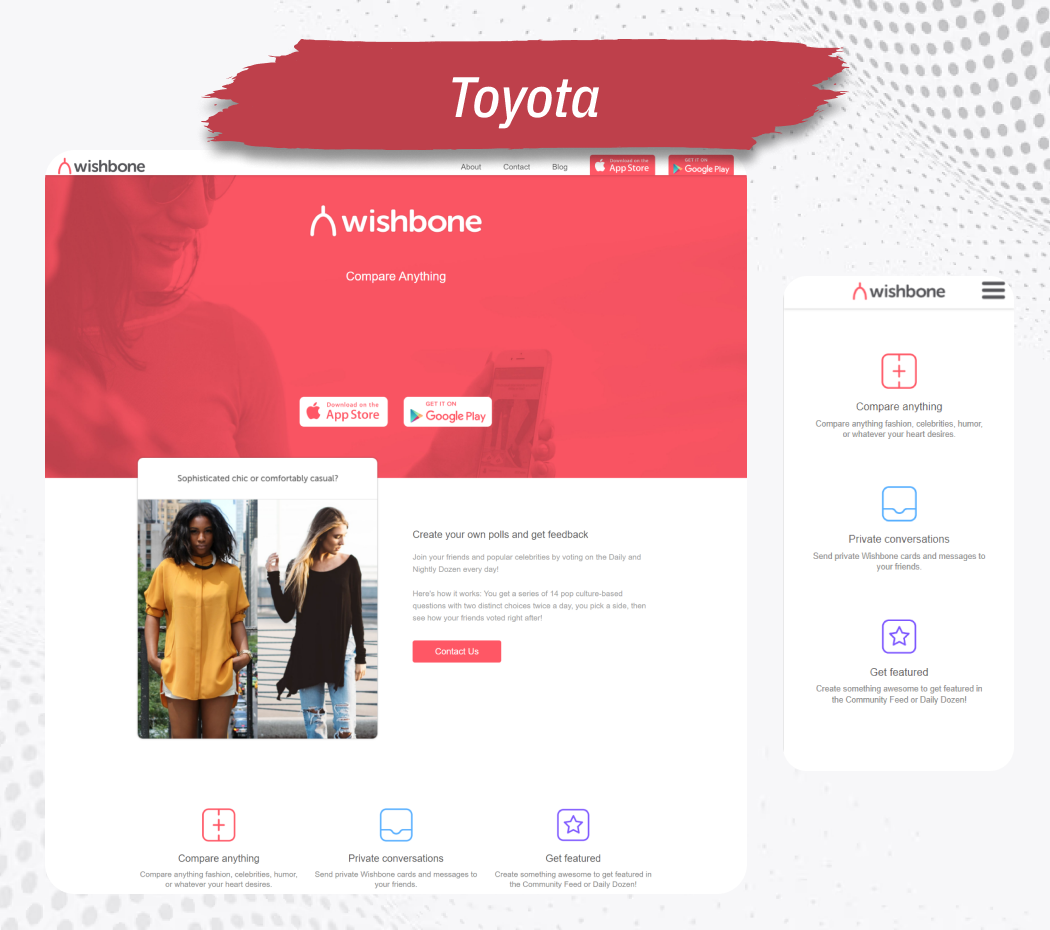 Toyota
wishbone
About
Contact
Blog
Download on the
App Store
GET IT ON
Google Play
wishbone
Compare Anything
Download on the
App Store
GET IT ON
Google Play
Sophisticated chic or comfortably casual?
Create your own polls and get feedback
Join your friends and popular celebrities by voting on the Daily and
Nightly Dozen every day!
Here's how it works: You get a series of 14 pop culture-based
questions with two distinct choices twice a day, you pick a side, then
see how your friends voted right after!
Contact Us
Compare anything
Compare anything fashion, celebrities, humor,
or whatever your heart desires.
Private conversations
Send private Wishbone cards and messages to
your friends.
Get featured
Create something awesome to get featured in
the Community Feed or Daily Dozen!
wishbone
Compare anything
Compare anything fashion, celebrities, humor,
or whatever your heart desires.
Private conversations
Send private Wishbone cards and messages to
your friends.
Get featured
Create something awesome to get featured in
the Community Feed or Daily Dozen!